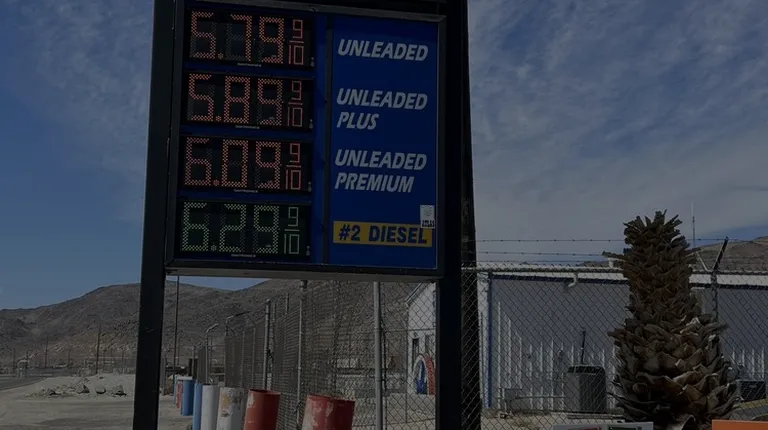 5.79 9/10 UNLEADED
5.89 9/10 UNLEADED
PLUS
6.09 9/10 UNLEADED
PREMIUM
6.29 9/10 #2 DIESEL